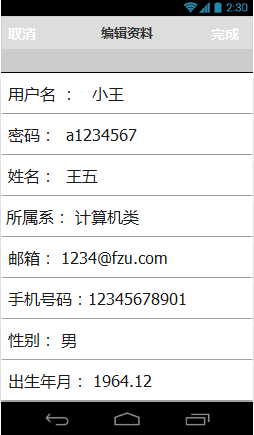 2:30
取消 编辑资料 完成
用户名 ： 小王
密码： a1234567
姓名： 王五
所属系： 计算机类
邮箱： 1234@fzu.com
手机号码：12345678901
性别： 男
出生年月： 1964.12